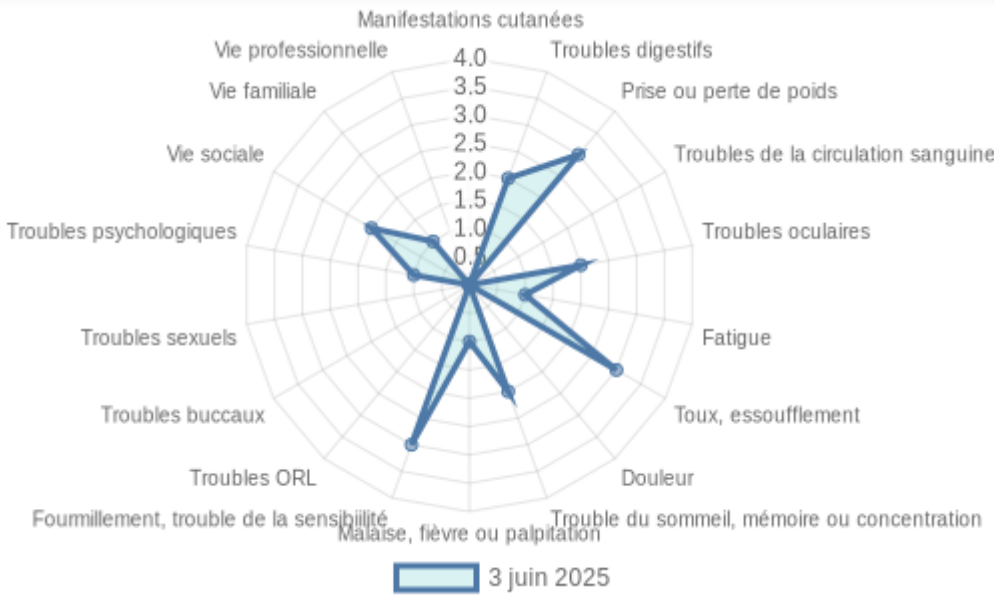 Manifestations cutanées
Vie professionnelle
Troubles digestifs
4.0
3.5
Vie familiale
Prise ou perte de poids
3.0
2.5
Vie sociale
Troubles de la circulation sanguine
2.0
1.5
Troubles psychologiques
1.0
Troubles oculaires
0.5
Troubles sexuels
Fatigue
Troubles buccaux
Toux, essoufflement
Troubles ORL
Douleur
Fourmillement, trouble de la sensibilité
Trouble du sommeil, mémoire ou concentration
Malaise, fièvre ou palpitation
3 juin 2025